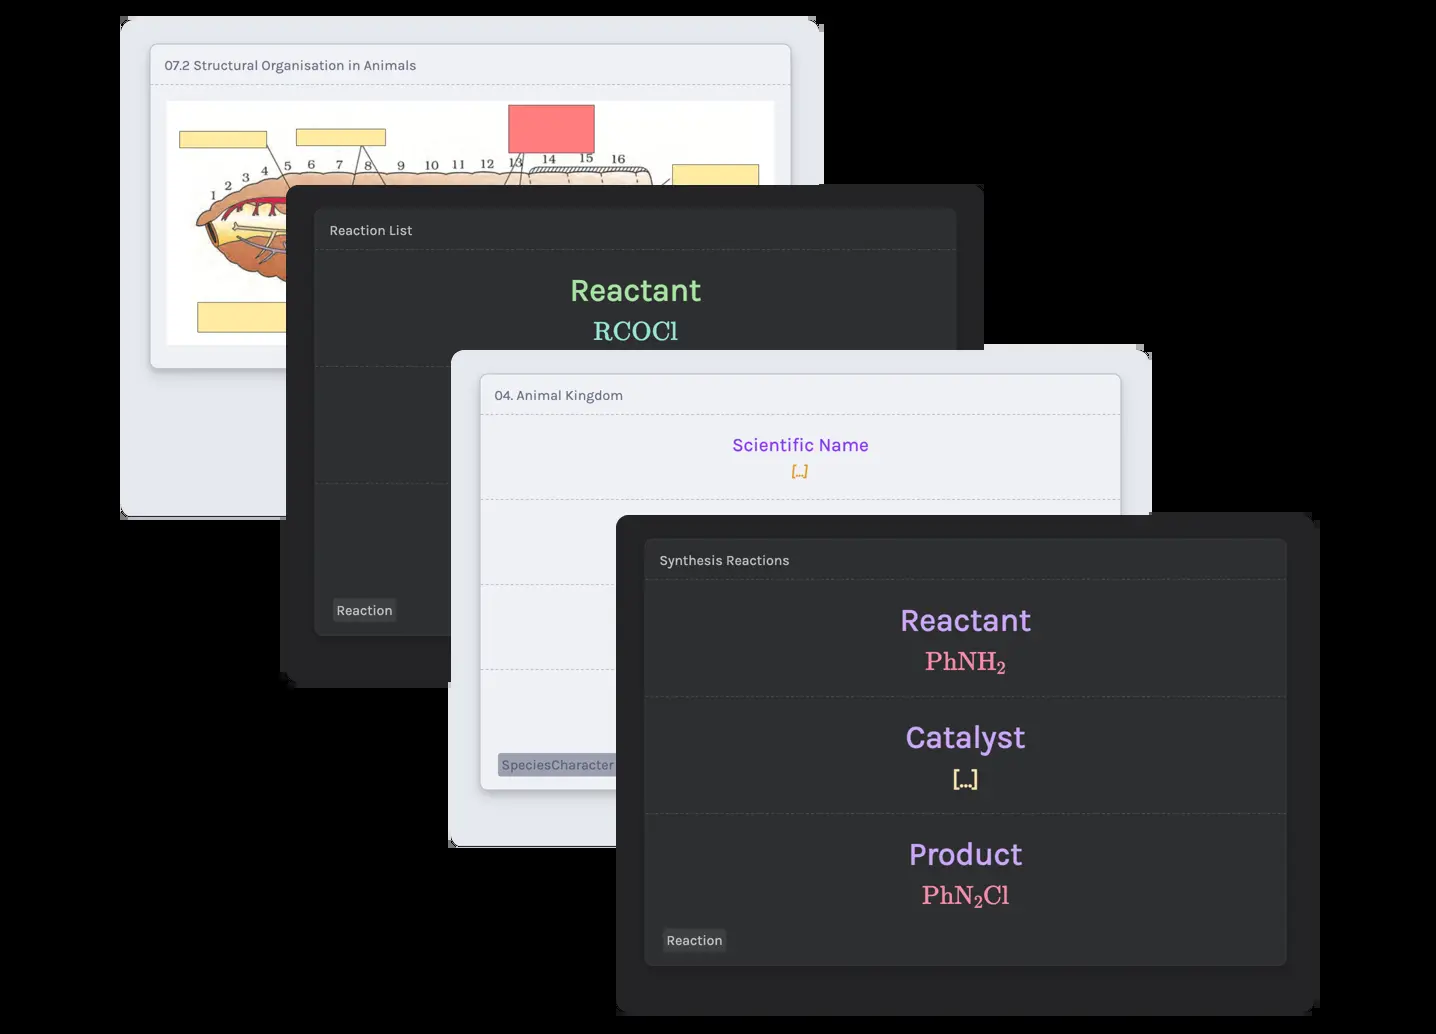 07.2 Structural Organisation in Animals
1 2 3 4 5 6 7 8 9 10 11 12 13 14 15 16
Reaction List
Reactant
RCOCl
Reaction
04. Animal Kingdom
Scientific Name
[...]
SpeciesCharacter
Synthesis Reactions
Reactant
PhNH₂
Catalyst
[...]
Product
PhN₂Cl
Reaction